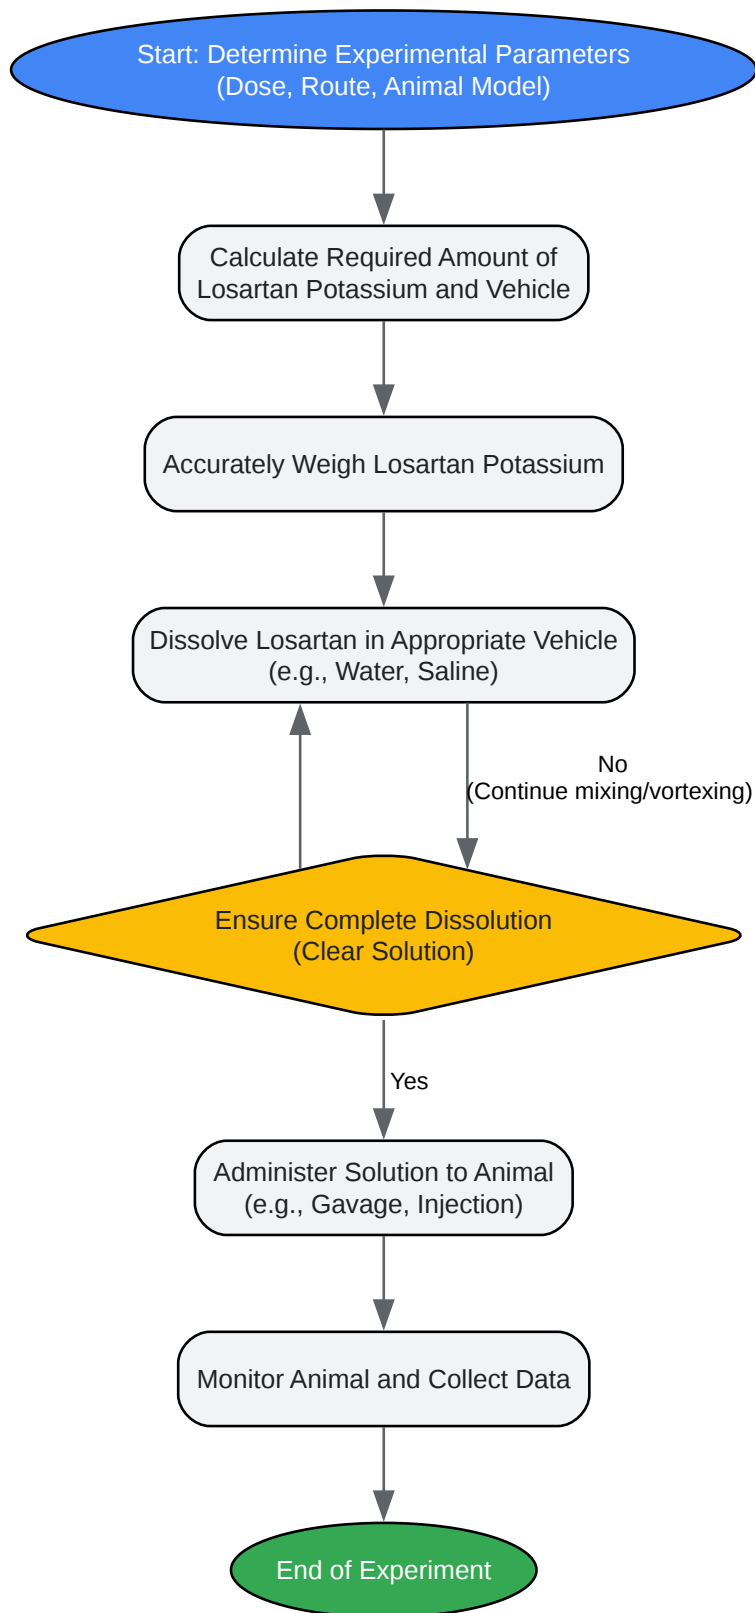 Start: Determine Experimental Parameters
(Dose, Route, Animal Model)
Calculate Required Amount of
Losartan Potassium and Vehicle
Accurately Weigh Losartan Potassium
Dissolve Losartan in Appropriate Vehicle
(e.g., Water, Saline)
No
(Continue mixing/vortexing)
Ensure Complete Dissolution
(Clear Solution)
Yes
Administer Solution to Animal
(e.g., Gavage, Injection)
Monitor Animal and Collect Data
End of Experiment